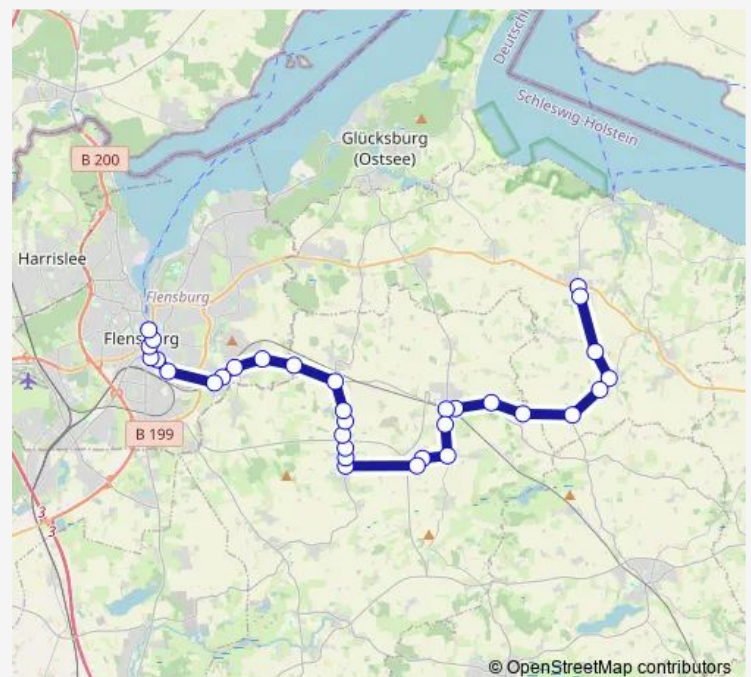 Deutschl
Schleswig-Holstein
Glücksburg
(Ostsee)
B 200
Harrislee
Flensburg
Flensburg
B 199
3
3
© OpenStreetMap contributors